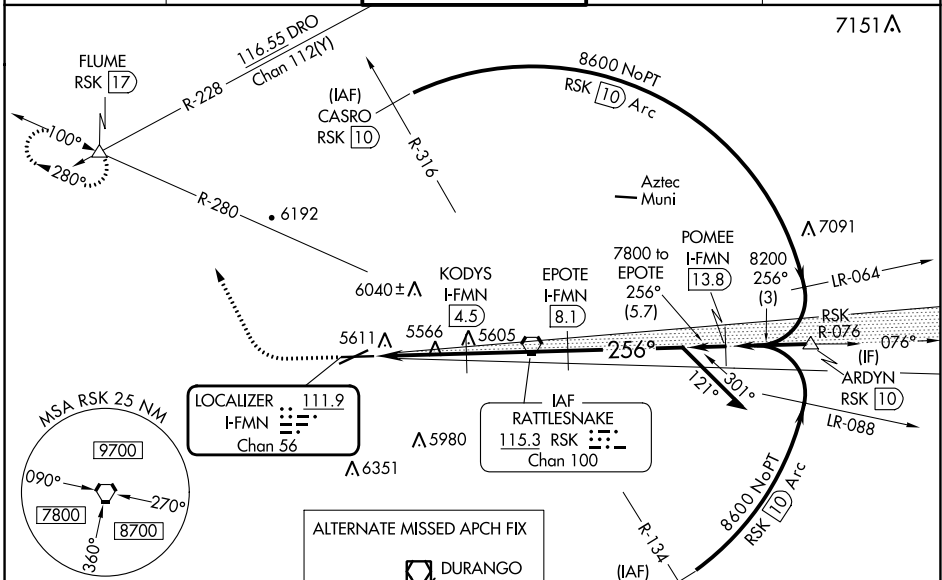 7151
116.55 DRO
Chan 112(Y)
R-228
FLUME
RSK 17
100°
280°
R-280
6192
(IAF)
CASRO
RSK 10
R-316
8600 NoPT
RSK 10 Arc
Aztec
Muni
7091
POMEE
I-FMN
13.8
7800 to
EPOTE
256°
(5.7)
8200
256°
(3)
LR-064
KODYS
I-FMN
4.5
EPOTE
I-FMN
8.1
6040±
5611
5566
5605
RSK
R-076
076°
256°
(IF)
ARDYN
RSK 10
301°
121°
LR-088
LOCALIZER 111.9
I-FMN
Chan 56
IAF
RATTLESNAKE
115.3 RSK
Chan 100
5980
6351
MSA RSK 25 NM
9700
090°
270°
7800
8700
360°
8600 NoPT
RSK 10 Arc
R-134
(IAF)
ALTERNATE MISSED APCH FIX
DURANGO